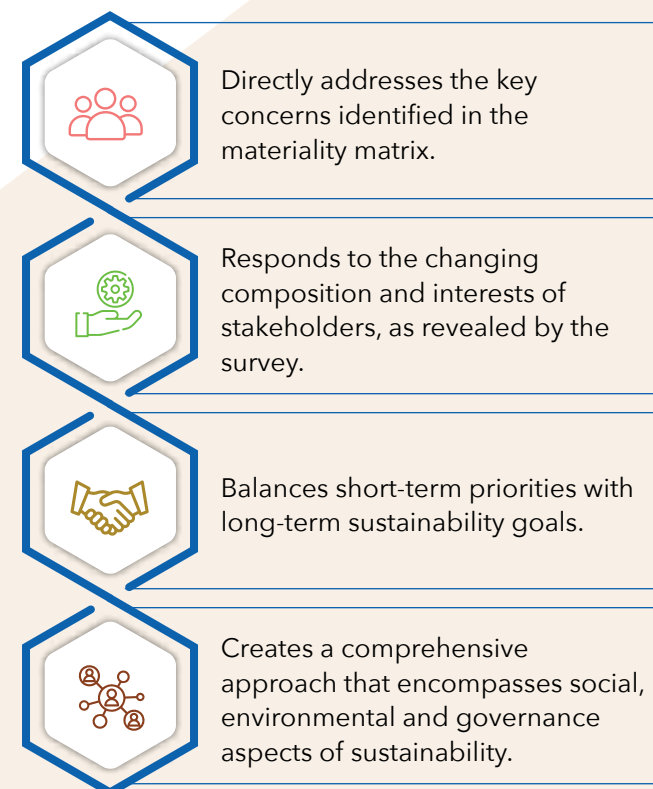 Directly addresses the key
concerns identified in the
materiality matrix.
Responds to the changing
composition and interests of
stakeholders, as revealed by the
survey.
Balances short-term priorities with
long-term sustainability goals.
Creates a comprehensive
approach that encompasses social,
environmental and governance
aspects of sustainability.